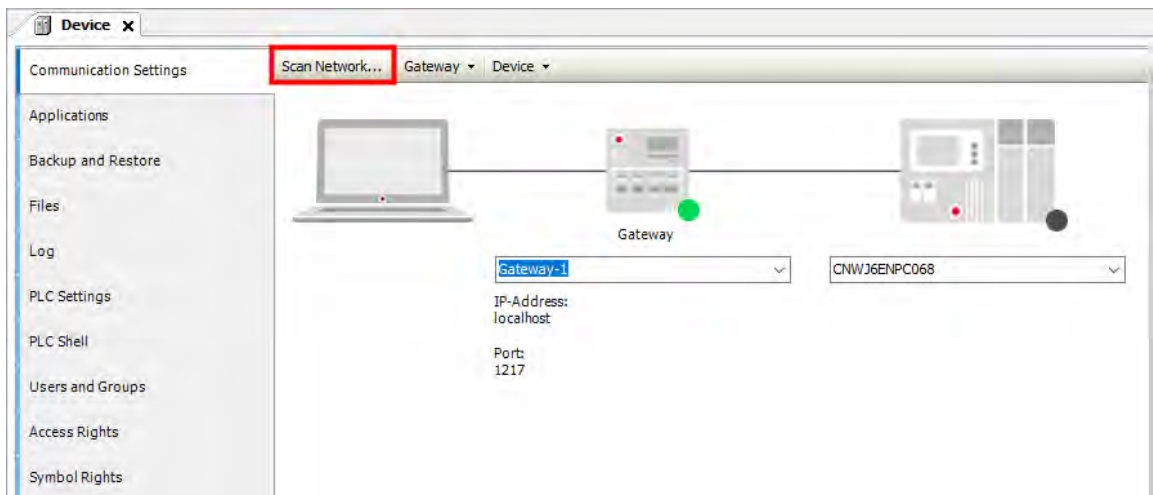 Device
Communication Settings
Scan Network... Gateway Device
Applications
Backup and Restore
Files
Log
PLC Settings
PLC Shell
Users and Groups
Access Rights
Symbol Rights
Gateway
Gateway-1
IP-Address:
localhost
Port:
1217
CNWJ6ENPC068